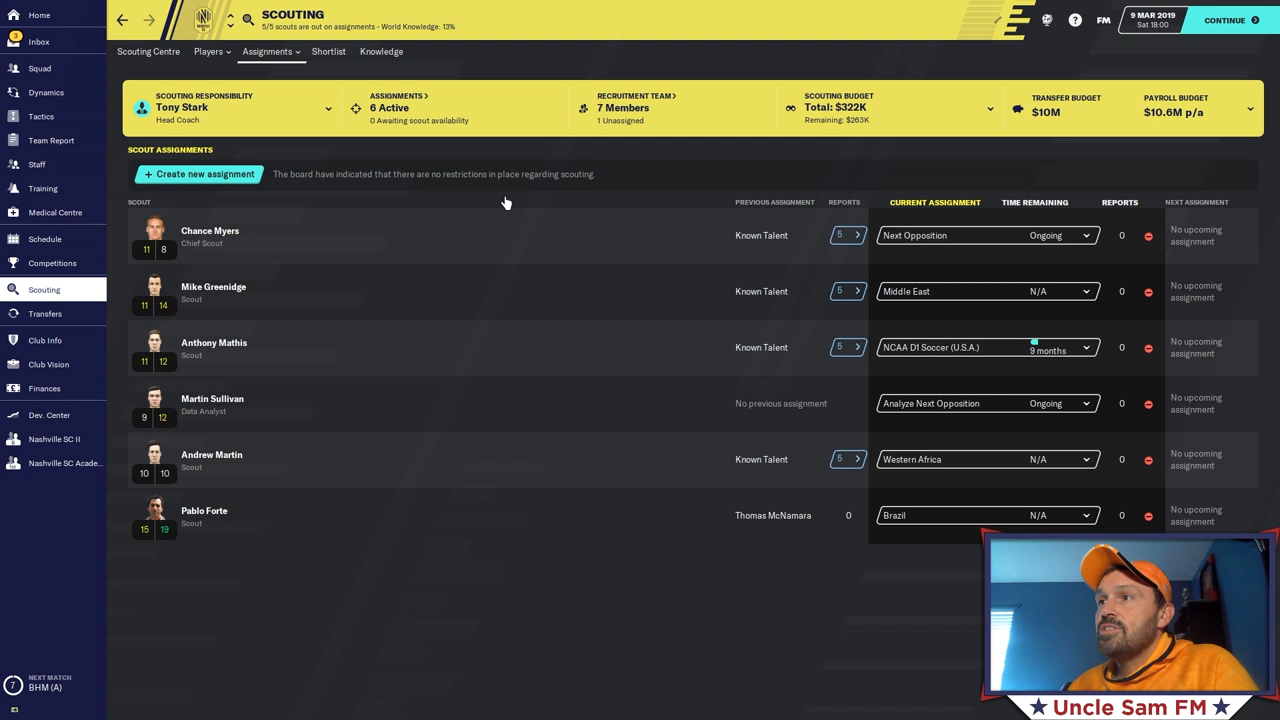 SCOUTING
5/5 scouts are out on assignments - World Knowledge: 13%
FM
9 MAR 2019
Sat 18:00
CONTINUE
3
Home
Inbox
Squad
Dynamics
Tactics
Team Report
Staff
Training
Medical Centre
Schedule
Competitions
Scouting
Transfers
Club Info
Club Vision
Finances
Dev. Center
Nashville SC II
Nashville SC Acade...
7
NEXT MATCH
BHM (A)
Scouting Centre
Players
Assignments
Shortlist
Knowledge
SCOUTING RESPONSIBILITY
Tony Stark
Head Coach
ASSIGNMENTS >
6 Active
0 Awaiting scout availability
RECRUITMENT TEAM >
7 Members
1 Unassigned
SCOUTING BUDGET
Total: $322K
Remaining: $263K
TRANSFER BUDGET
$10M
PAYROLL BUDGET
$10.6M p/a
SCOUT ASSIGNMENTS
+ Create new assignment
The board have indicated that there are no restrictions in place regarding scouting.
SCOUT PREVIOUS ASSIGNMENT REPORTS CURRENT ASSIGNMENT TIME REMAINING REPORTS NEXT ASSIGNMENT
11 8
Chance Myers
Chief Scout
Known Talent 5 > Next Opposition Ongoing 0
No upcoming
assignment
11 14
Mike Greenidge
Scout
Known Talent 5 > Middle East N/A 0
No upcoming
assignment
11 12
Anthony Mathis
Scout
Known Talent 5 > NCAA D1 Soccer (U.S.A.) 9 months 0
No upcoming
assignment
9 12
Martin Sullivan
Data Analyst
No previous assignment Analyze Next Opposition Ongoing 0
No upcoming
assignment
10 10
Andrew Martin
Scout
Known Talent 5 > Western Africa N/A 0
No upcoming
assignment
15 19
Pablo Forte
Scout
Thomas McNamara 0 Brazil N/A 0
No upcoming
assignment
★ Uncle Sam FM ★